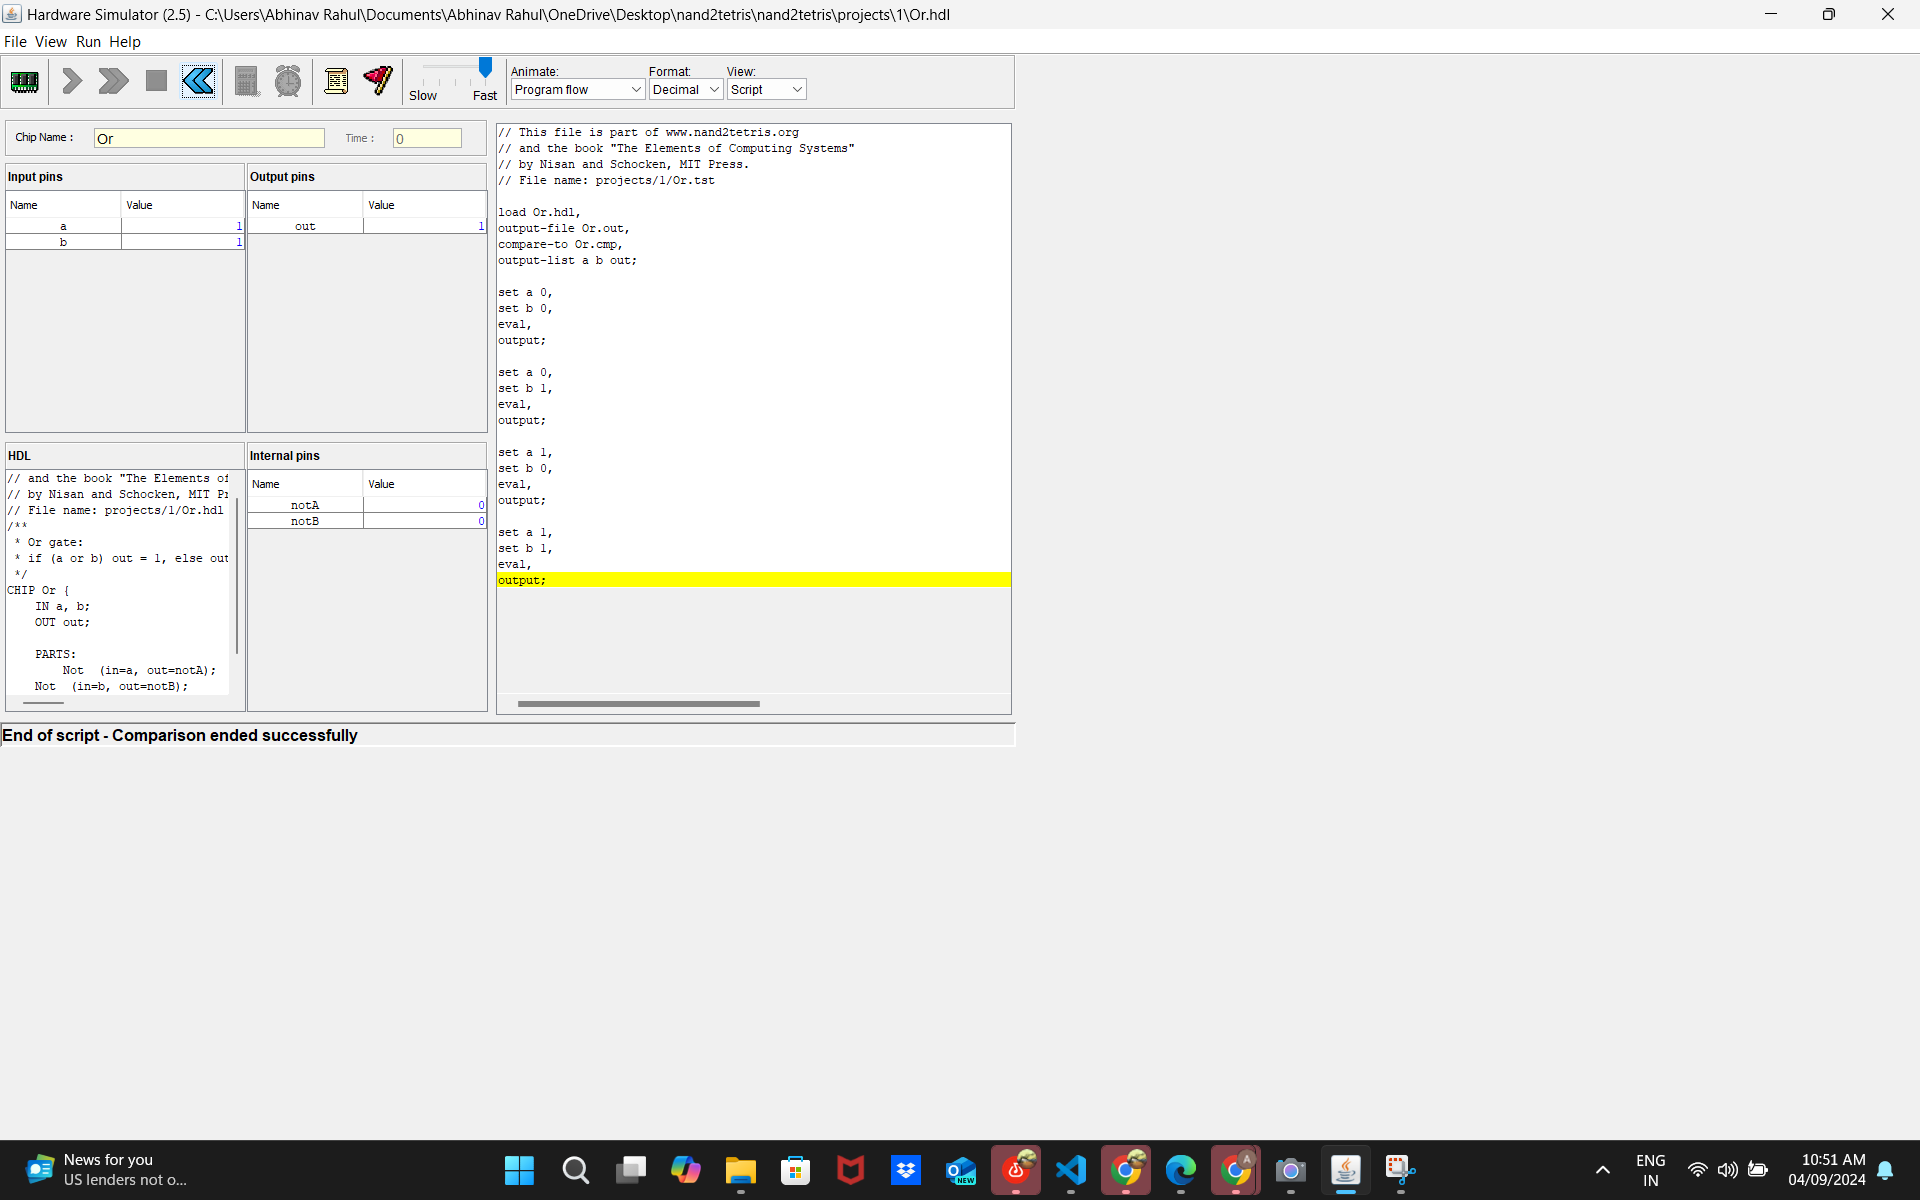 Hardware Simulator (2.5) - C:\Users\Abhinav Rahul\Documents\Abhinav Rahul\OneDrive\Desktop\nand2tetris\nand2tetris\projects\1\Or.hdl
File View Run Help
Slow Fast
Animate: Format: View:
Program flow Decimal Script
Chip Name : Or Time : 0
Input pins
Name Value
a 1
b 1
Output pins
Name Value
out 1
HDL
// and the book "The Elements of
// by Nisan and Schocken, MIT Pr
// File name: projects/1/Or.hdl
/**
* Or gate:
* if (a or b) out = 1, else out
*/
CHIP Or {
IN a, b;
OUT out;
PARTS:
Not (in=a, out=notA);
Not (in=b, out=notB);
Internal pins
Name Value
notA 0
notB 0
// This file is part of www.nand2tetris.org
// and the book "The Elements of Computing Systems"
// by Nisan and Schocken, MIT Press.
// File name: projects/1/Or.tst
load Or.hdl,
output-file Or.out,
compare-to Or.cmp,
output-list a b out;
set a 0,
set b 0,
eval,
output;
set a 0,
set b 1,
eval,
output;
set a 1,
set b 0,
eval,
output;
set a 1,
set b 1,
eval,
output;
End of script - Comparison ended successfully
News for you
US lenders not o...
NEW
A
ENG
IN
10:51 AM
04/09/2024